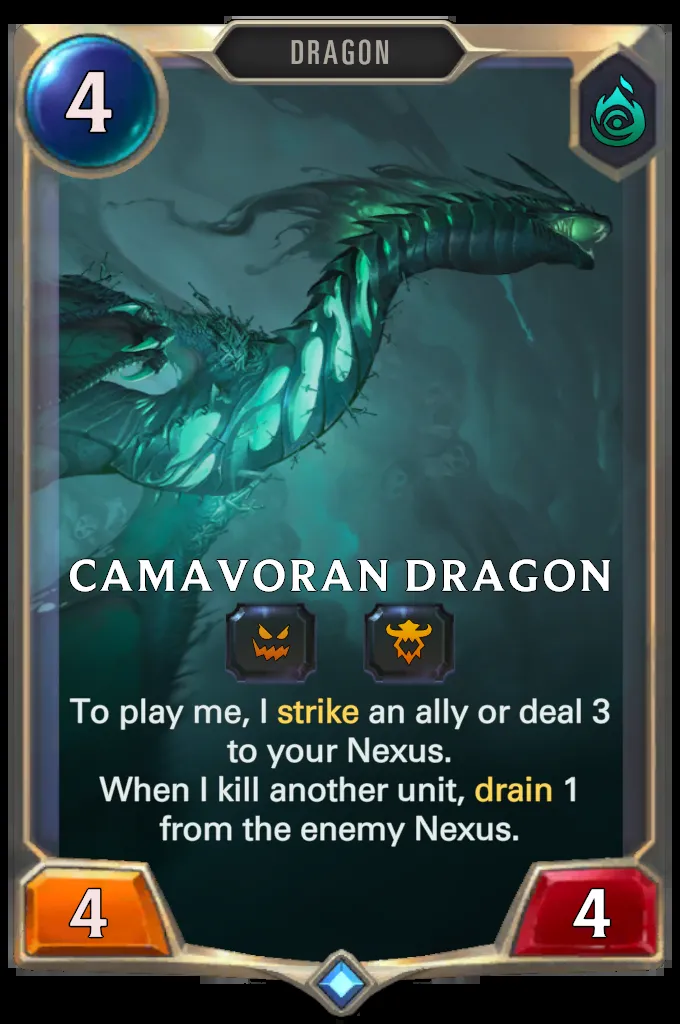 DRAGON
4
CAMAVORAN DRAGON
To play me, I strike an ally or deal 3
to your Nexus.
When I kill another unit, drain 1
from the enemy Nexus.
4
4